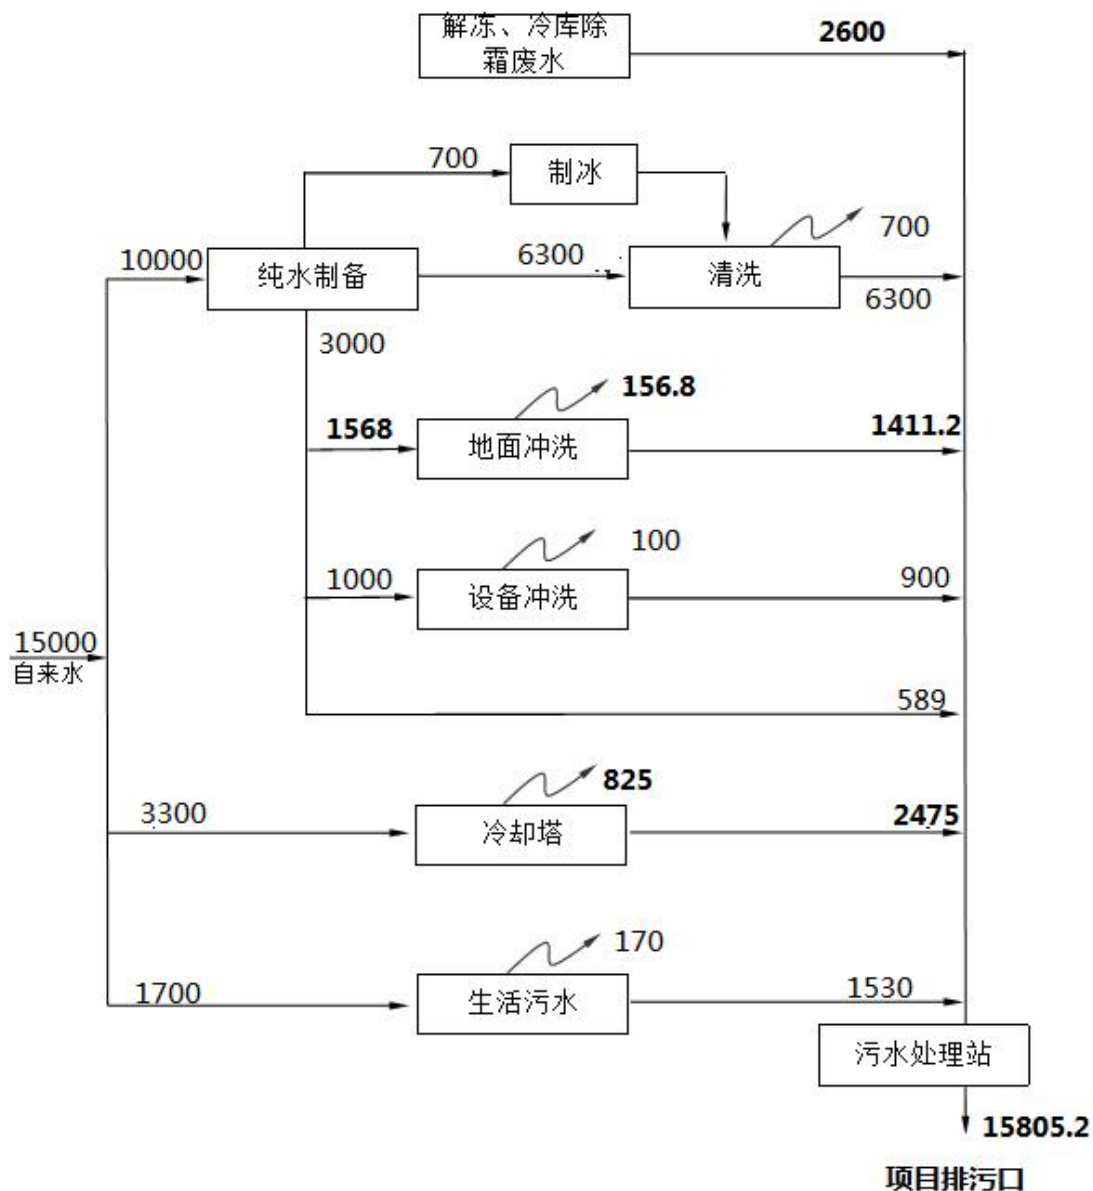 解冻、冷库除
霜废水
2600
700
制冰
700
10000
纯水制备
6300
清洗
6300
3000
156.8
1568
地面冲洗
1411.2
100
1000
设备冲洗
900
15000
自来水
589
825
3300
冷却塔
2475
170
1700
生活污水
1530
污水处理站
15805.2
项目排污口